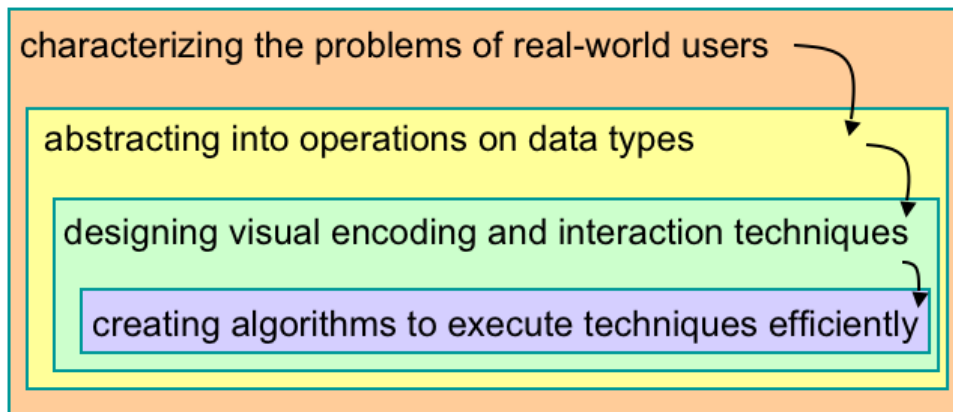 characterizing the problems of real-world users
abstracting into operations on data types
designing visual encoding and interaction techniques
creating algorithms to execute techniques efficiently